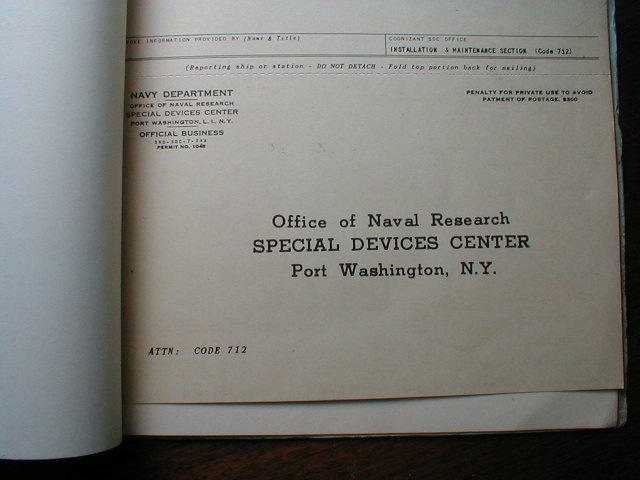 OVE INFORMATION PROVIDED BY (Name & Title)
COGNIZANT SDC OFFICE
INSTALLATION & MAINTENANCE SECTION (Code 712)
(Reporting ship or station - DO NOT DETACH - Fold top portion back for mailing)
NAVY DEPARTMENT
OFFICE OF NAVAL RESEARCH
SPECIAL DEVICES CENTER
PORT WASHINGTON, L. I., N. Y.
OFFICIAL BUSINESS
PERMIT NO. 1048
PENALTY FOR PRIVATE USE TO AVOID
PAYMENT OF POSTAGE, $300
Office of Naval Research
SPECIAL DEVICES CENTER
Port Washington, N.Y.
ATTN: CODE 712